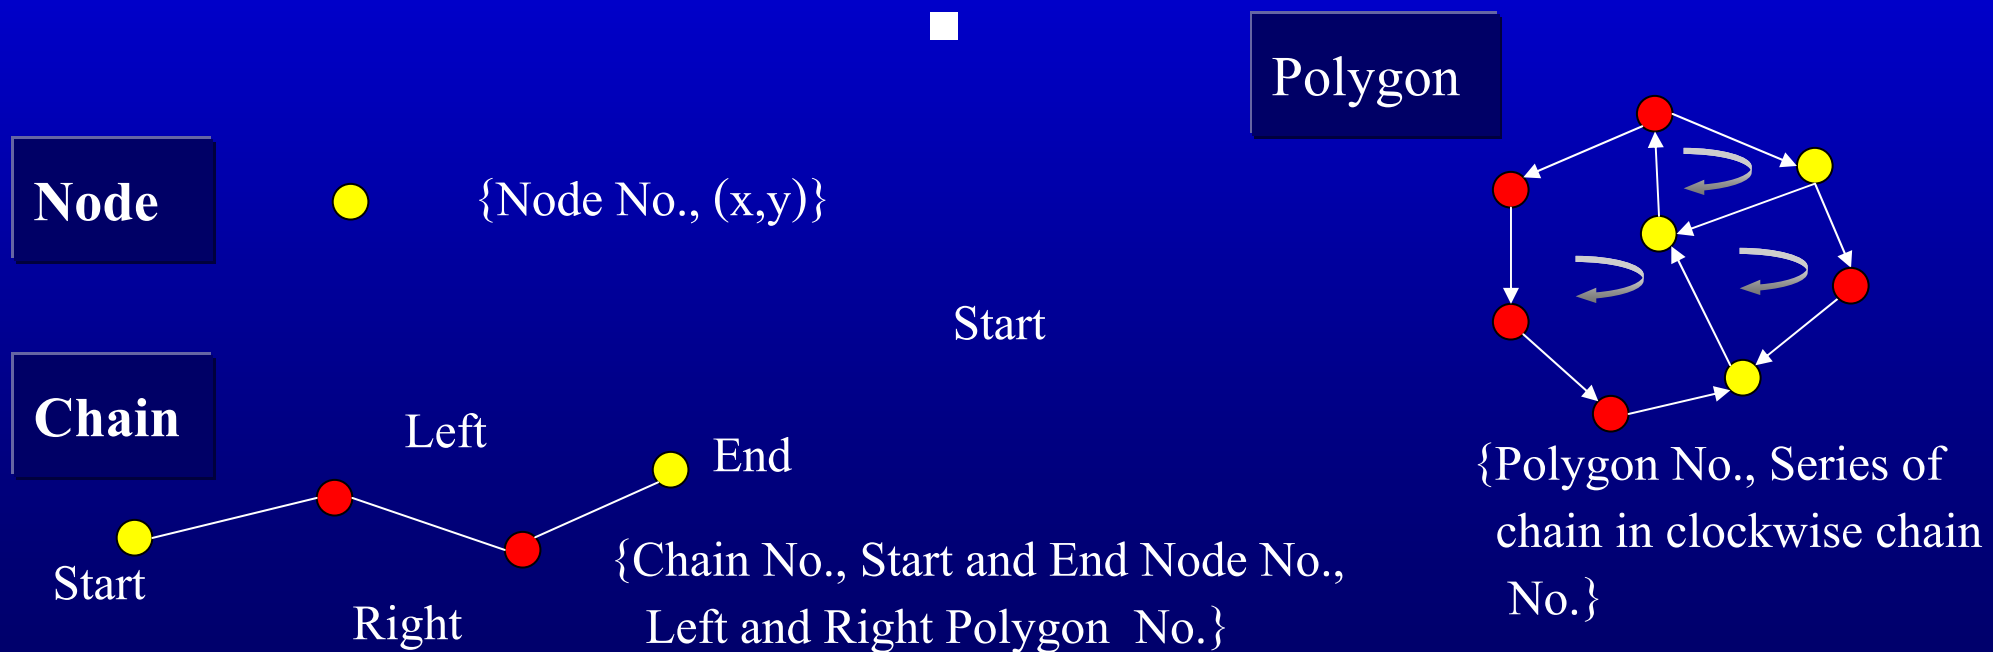 Polygon
Node
{Node No., (x,y)}
Start
Chain
Left
End
Start
Right
{Chain No., Start and End Node No.,
Left and Right Polygon No.}
{Polygon No., Series of
chain in clockwise chain
No.}